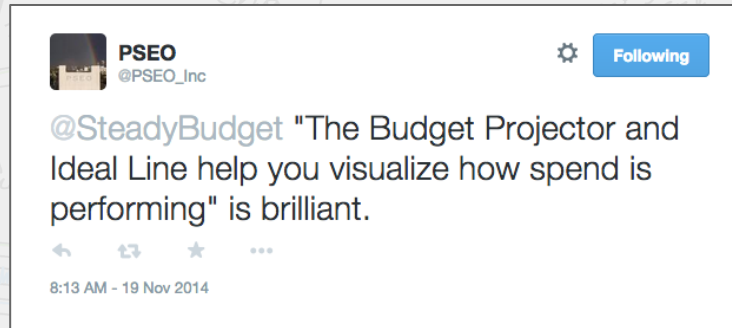 PSEO
@PSEO_Inc
Following
@SteadyBudget "The Budget Projector and
Ideal Line help you visualize how spend is
performing" is brilliant.
8:13 AM - 19 Nov 2014